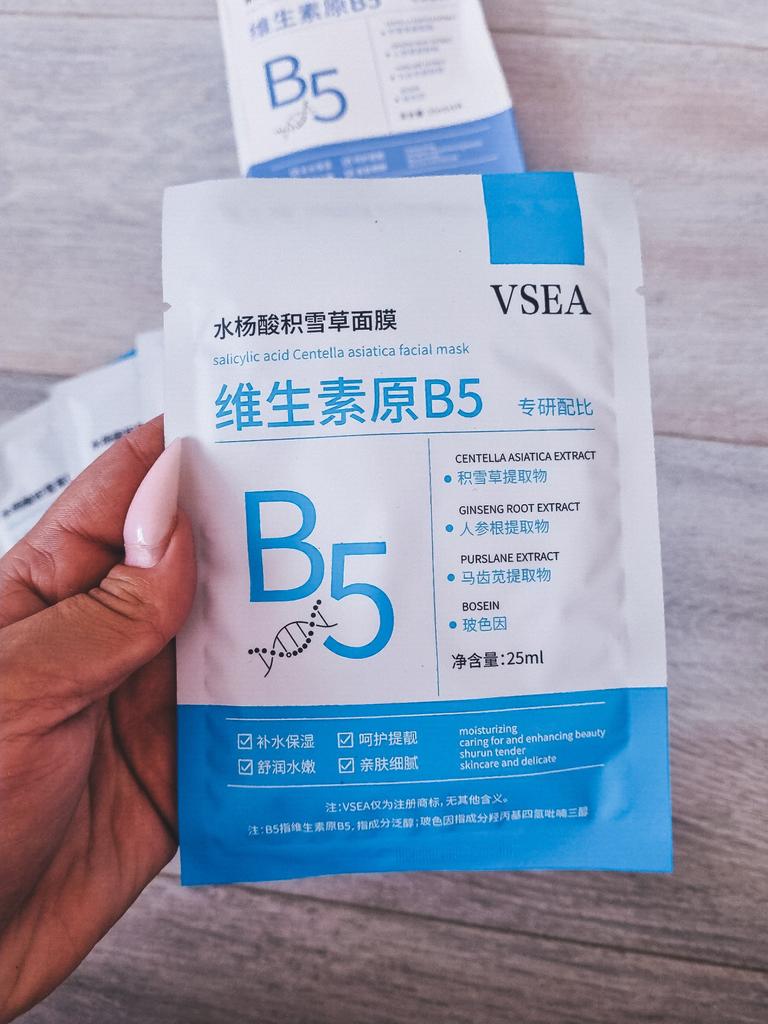 维生素原B5
B5
VSEA
水杨酸积雪草面膜
salicylic acid Centella asiatica facial mask
维生素原B5 专研配比
B5
CENTELLA ASIATICA EXTRACT
积雪草提取物
GINSENG ROOT EXTRACT
人参根提取物
PURSLANE EXTRACT
马齿苋提取物
BOSEIN
玻色因
净含量:25ml
补水保湿 呵护提靓
舒润水嫩 亲肤细腻
moisturizing
caring for and enhancing beauty
shurun tender
skincare and delicate
注:VSEA仅为注册商标,无其他含义。
注:B5指维生素原B5,指成分泛醇;玻色因指成分羟丙基四氢吡喃三醇